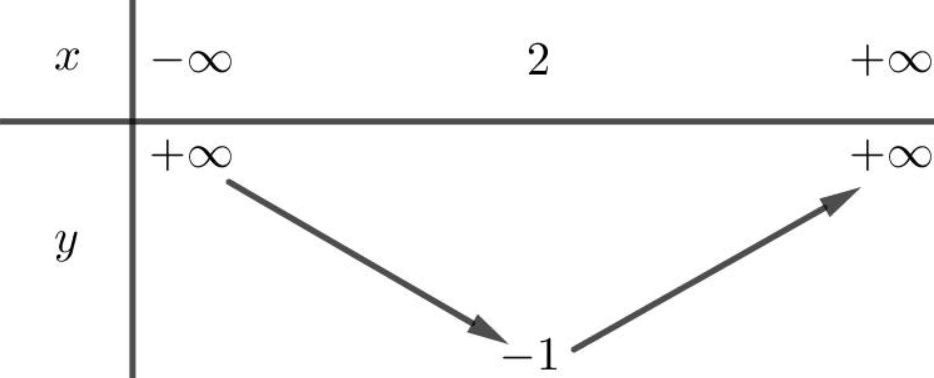 x −∞ 2 +∞
+∞ +∞
y
−1